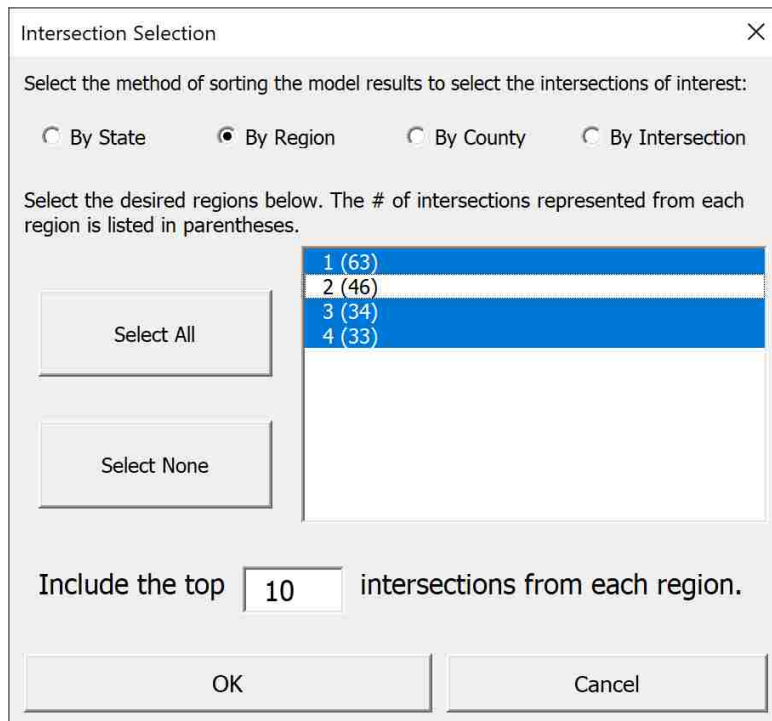 Intersection Selection
Select the method of sorting the model results to select the intersections of interest:
By State By Region By County By Intersection
Select the desired regions below. The # of intersections represented from each
region is listed in parentheses.
1 (63)
2 (46)
3 (34)
4 (33)
Select All
Select None
Include the top 10 intersections from each region.
OK Cancel